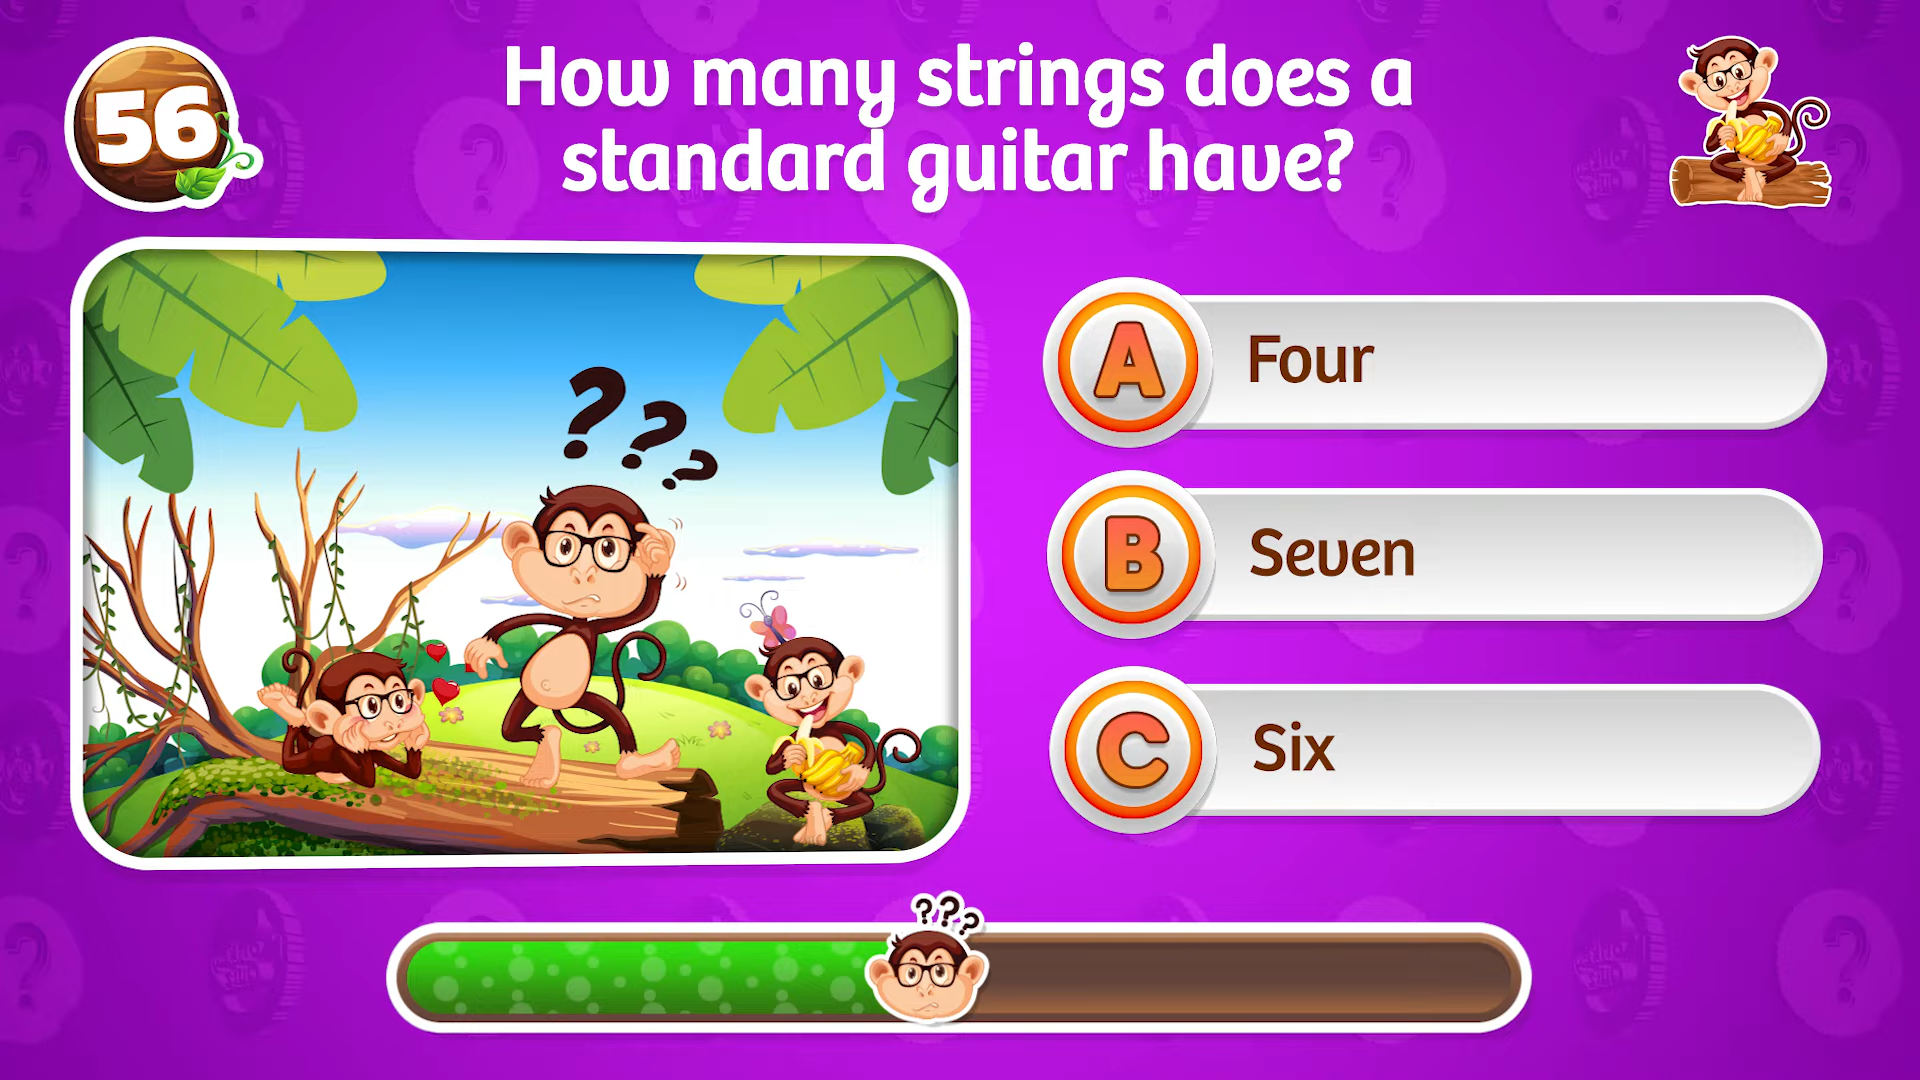 56
How many strings does a
standard guitar have?
???
A Four
B Seven
C Six
???